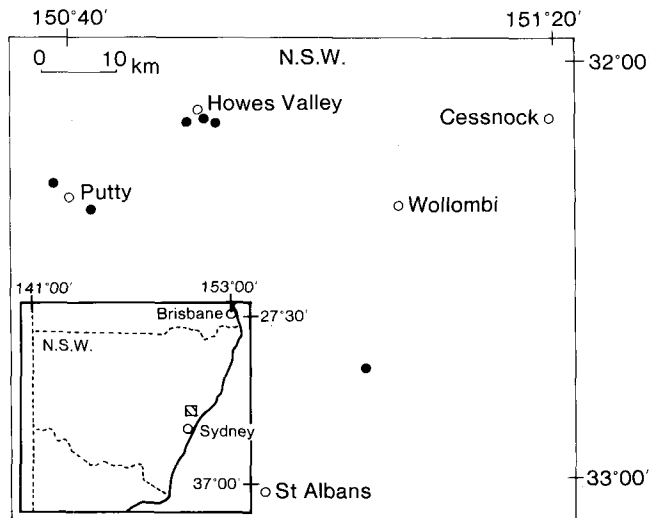 150°40'
151°20'
0 10 km
N.S.W.
32°00
Howes Valley
Cessnock
Putty
Wollombi
141°00'
153°00'
Brisbane
27°30'
N.S.W.
Sydney
37°00'
St Albans
33°00'